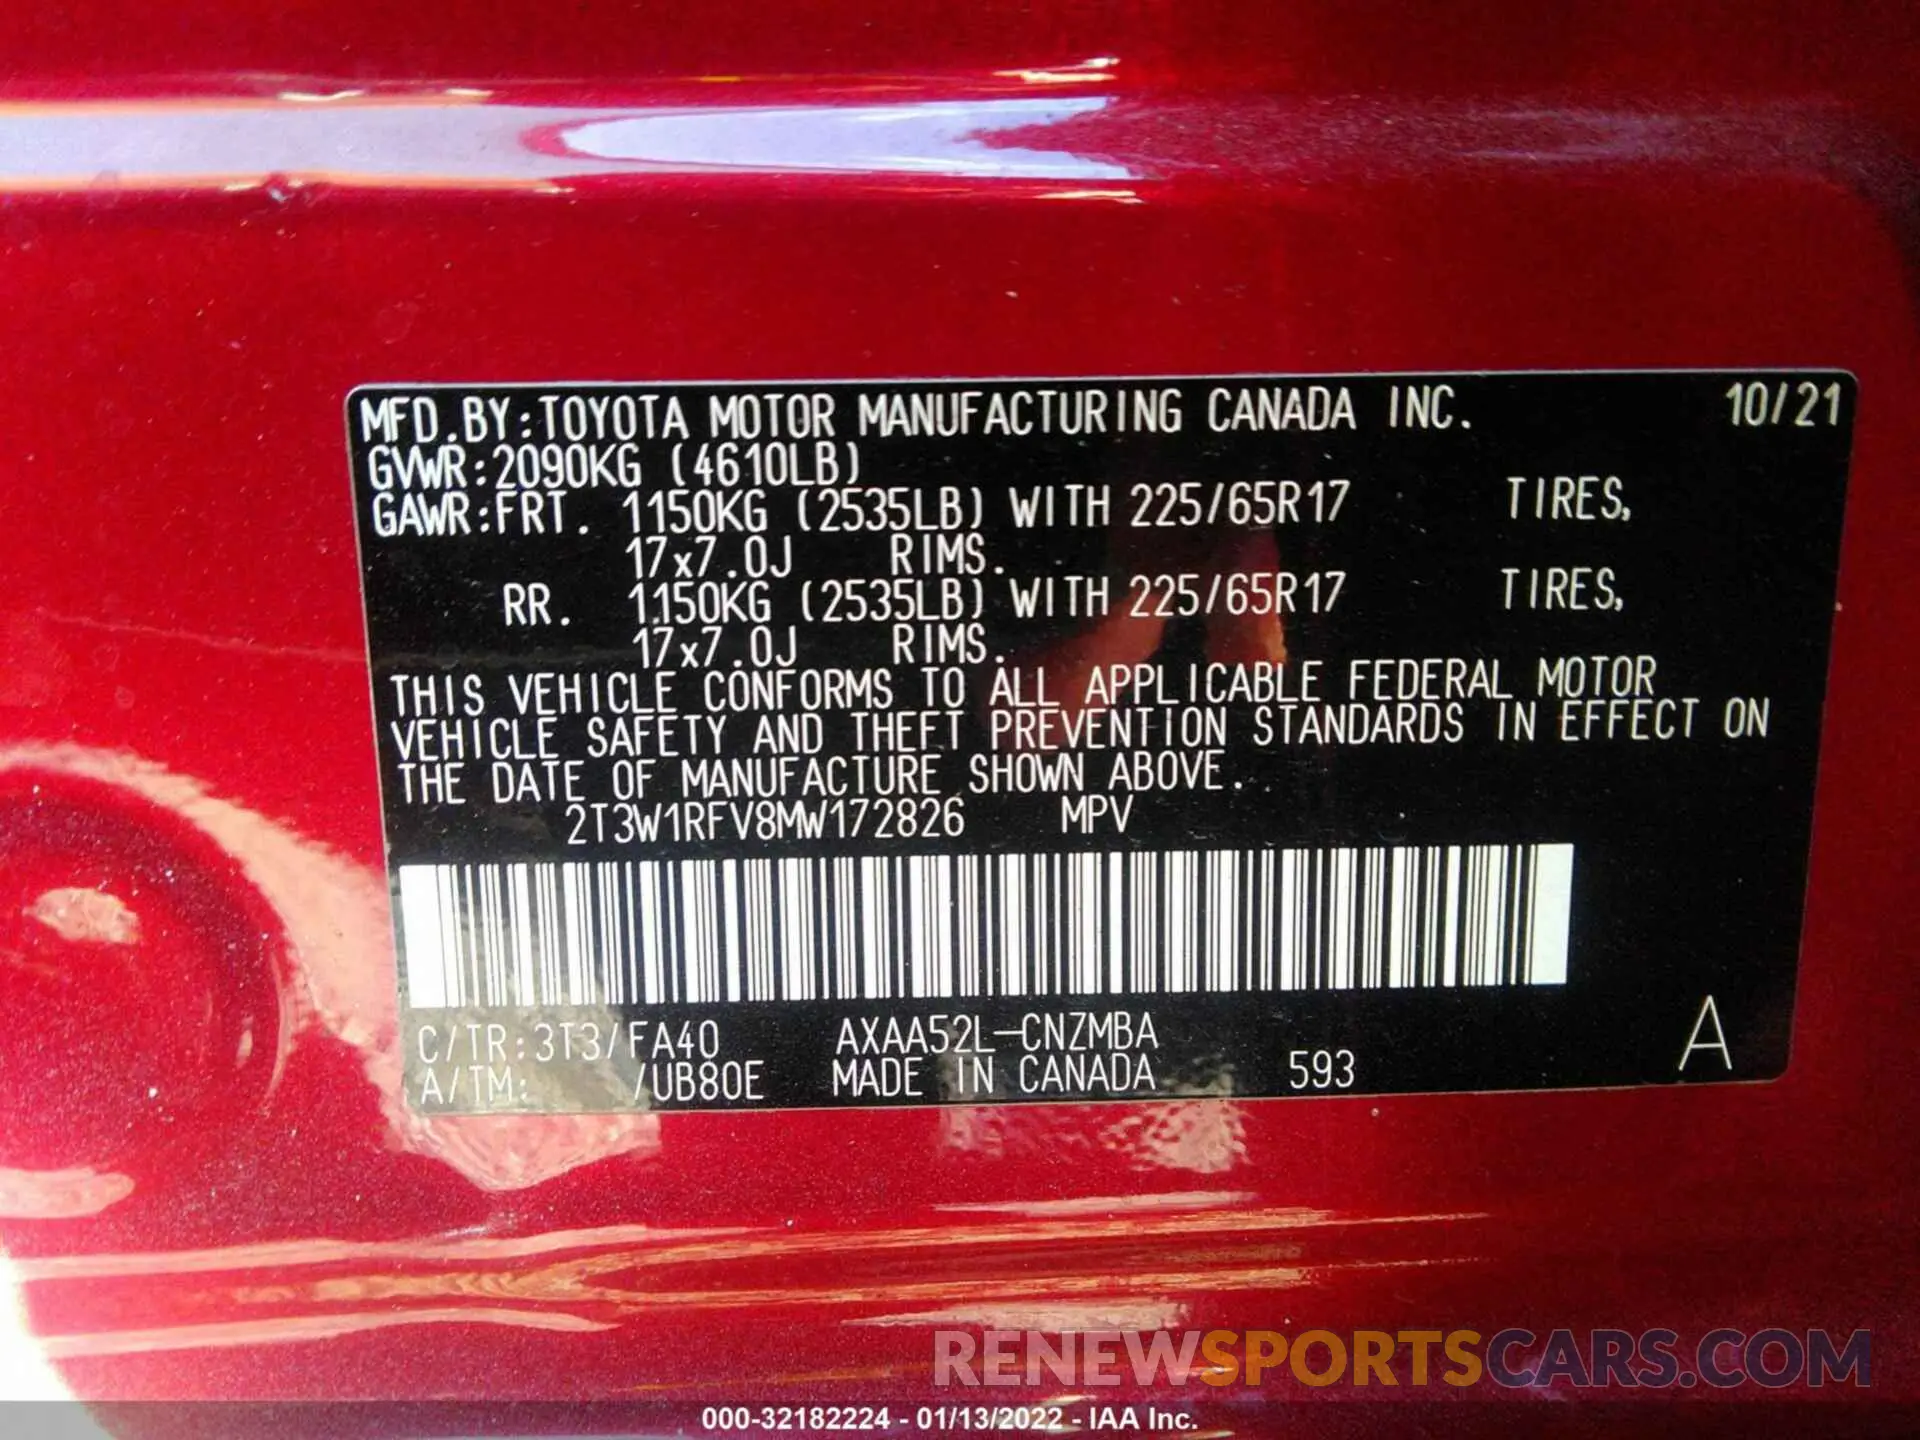 MFD.BY:TOYOTA MOTOR MANUFACTURING CANADA INC. 10/21
GVWR:2090KG (4610LB)
GAWR:FRT. 1150KG (2535LB) WITH 225/65R17 TIRES,
17x7.0J RIMS.
RR. 1150KG (2535LB) WITH 225/65R17 TIRES,
17x7.0J RIMS.
THIS VEHICLE CONFORMS TO ALL APPLICABLE FEDERAL MOTOR
VEHICLE SAFETY AND THEFT PREVENTION STANDARDS IN EFFECT ON
THE DATE OF MANUFACTURE SHOWN ABOVE.
2T3W1RFV8MW172826 MPV
C/TR:3T3/FA40 AXAA52L-CNZMBA
A/TM: /UB80E MADE IN CANADA 593 A
RENEWSPORTSCARS.COM
000-32182224 - 01/13/2022 - IAA Inc.